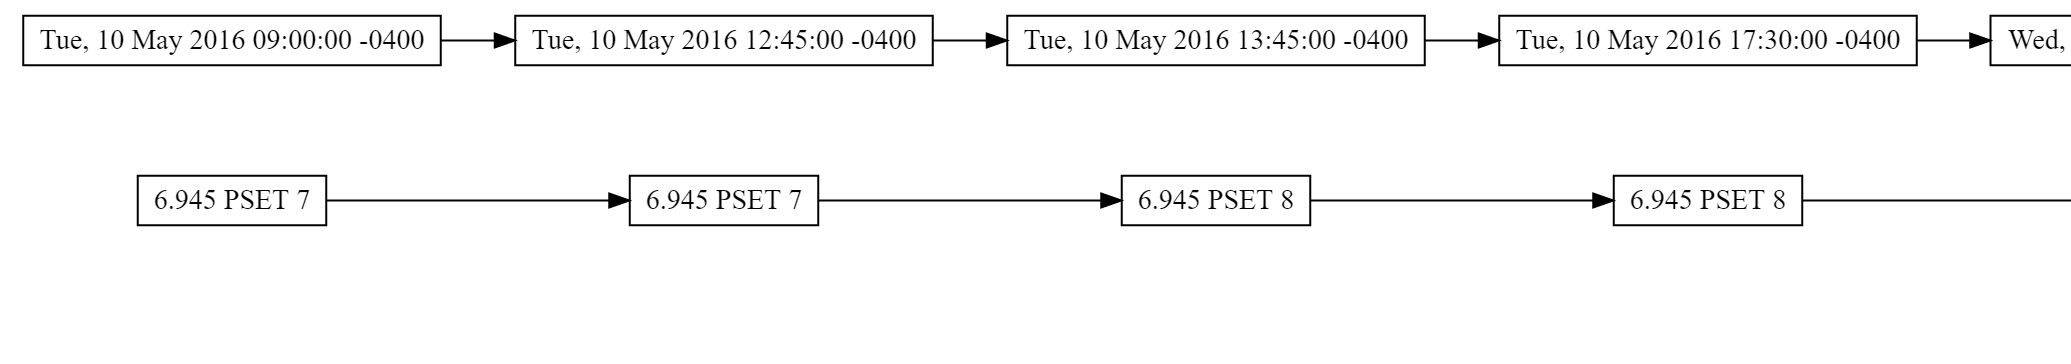 Tue, 10 May 2016 09:00:00 -0400
Tue, 10 May 2016 12:45:00 -0400
Tue, 10 May 2016 13:45:00 -0400
Tue, 10 May 2016 17:30:00 -0400
Wed,
6.945 PSET 7
6.945 PSET 7
6.945 PSET 8
6.945 PSET 8